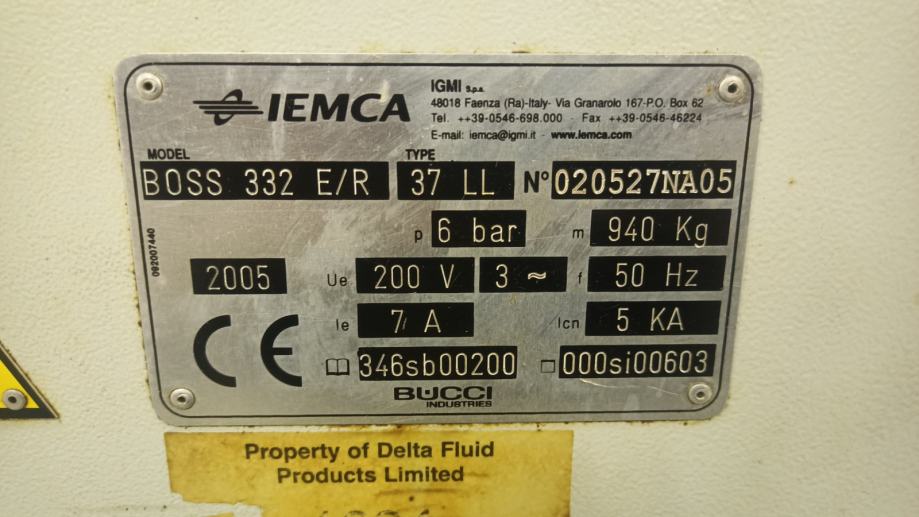 IEMCA
IGMI S.p.a.
48018 Faenza (Ra)-Italy- Via Granarolo 167-P.O. Box 62
Tel. ++39-0546-698.000 - Fax ++39-0546-46224
E-mail: iemca@igmi.it - www.iemca.com
MODEL TYPE
BOSS 332 E/R 37 LL N° 020527NA05
p 6 bar m 940 Kg
092007440
2005 Ue 200 V 3 ~ f 50 Hz
Ie 7 A Icn 5 KA
CE
346sb00200 000si00603
BUCCI
INDUSTRIES
Property of Delta Fluid
Products Limited